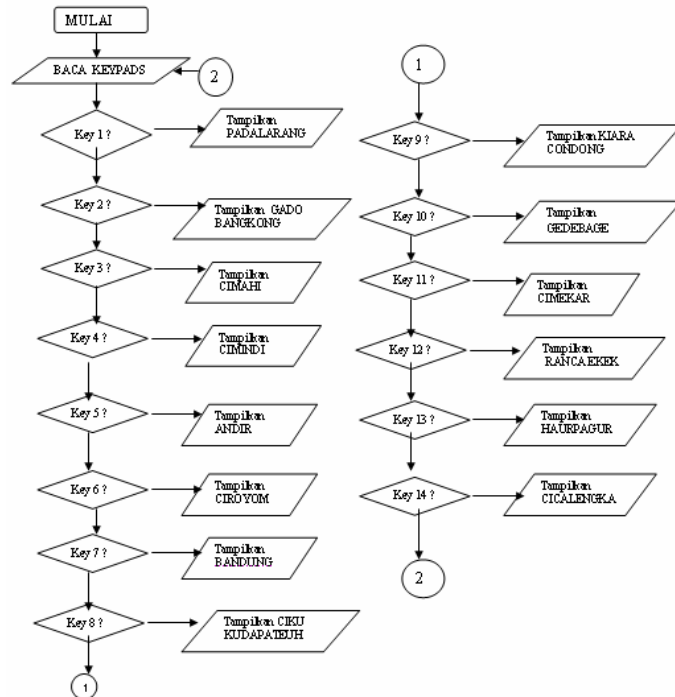 MULAI
BACA KEYPADS
2
Key 1 ?
Tampilkan
PADALARANG
Key 2 ?
Tampilkan GADO
BANGKONG
Key 3 ?
Tampilkan
CIMAHI
Key 4 ?
Tampilkan
CIMINDI
Key 5 ?
Tampilkan
ANDIR
Key 6 ?
Tampilkan
CIROYOM
Key 7 ?
Tampilkan
BANDUNG
Key 8 ?
Tampilkan CIKU
KUDAPATEUH
1
1
Key 9 ?
Tampilkan KIARA
CONDONG
Key 10 ?
Tampilkan
GEDEBAGE
Key 11 ?
Tampilkan
CIMEKAR
Key 12 ?
Tampilkan
RANCA EKEK
Key 13 ?
Tampilkan
HAURPAGUR
Key 14 ?
Tampilkan
CICALENGKA
2